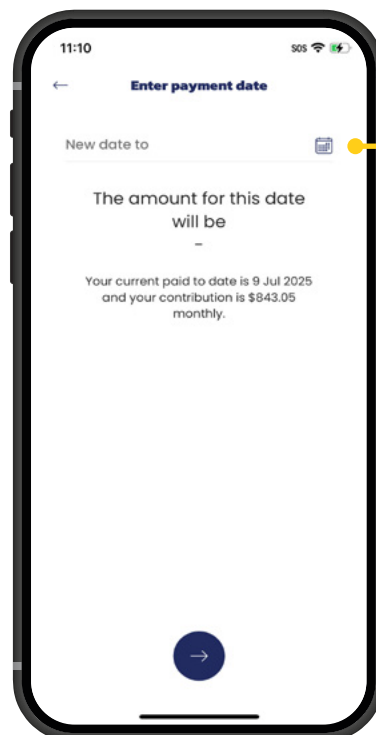 11:10
SOS
Enter payment date
New date to
The amount for this date
will be
-
Your current paid to date is 9 Jul 2025
and your contribution is $843.05
monthly.